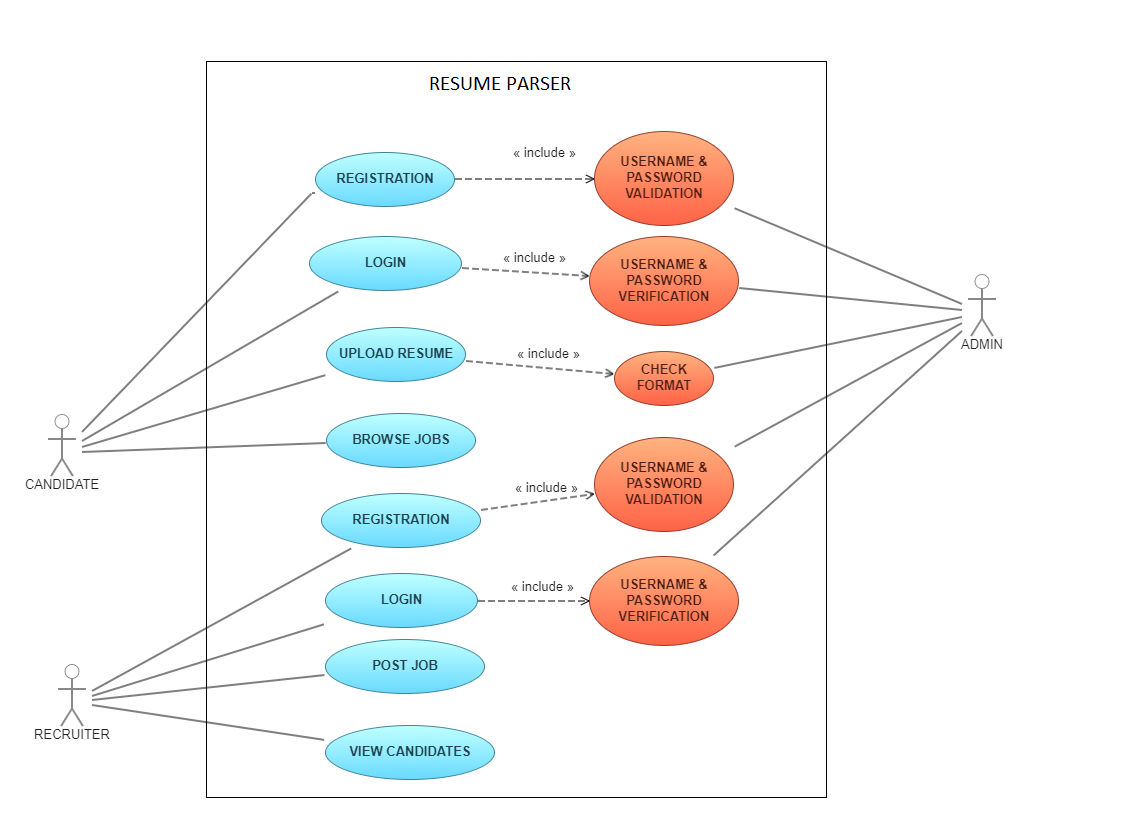 RESUME PARSER
REGISTRATION
« include »
USERNAME &
PASSWORD
VALIDATION
LOGIN
« include »
USERNAME &
PASSWORD
VERIFICATION
UPLOAD RESUME
« include »
CHECK
FORMAT
BROWSE JOBS
REGISTRATION
« include »
USERNAME &
PASSWORD
VALIDATION
LOGIN
« include »
USERNAME &
PASSWORD
VERIFICATION
POST JOB
VIEW CANDIDATES
CANDIDATE
RECRUITER
ADMIN